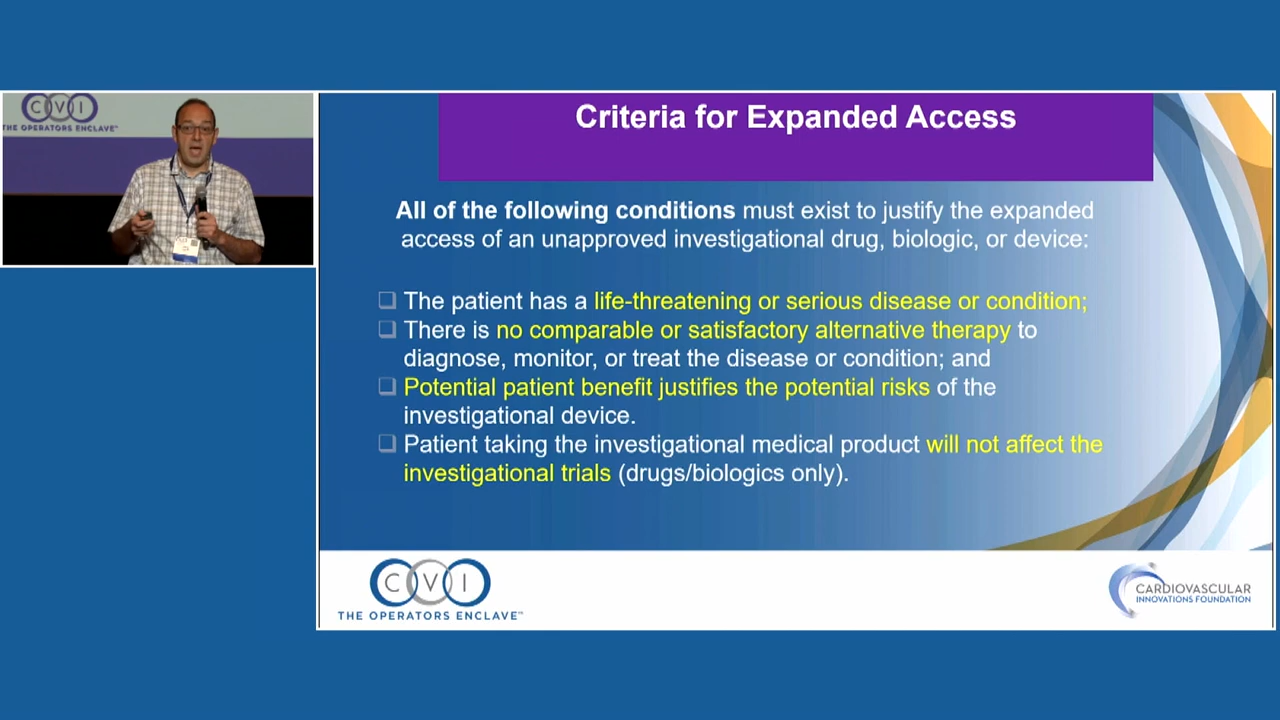 C V I
THE OPERATORS ENCLAVE™
Criteria for Expanded Access
All of the following conditions must exist to justify the expanded
access of an unapproved investigational drug, biologic, or device:
❑ The patient has a life-threatening or serious disease or condition;
❑ There is no comparable or satisfactory alternative therapy to
diagnose, monitor, or treat the disease or condition; and
❑ Potential patient benefit justifies the potential risks of the
investigational device.
❑ Patient taking the investigational medical product will not affect the
investigational trials (drugs/biologics only).
C V I
THE OPERATORS ENCLAVE™
CARDIOVASCULAR
INNOVATIONS FOUNDATION